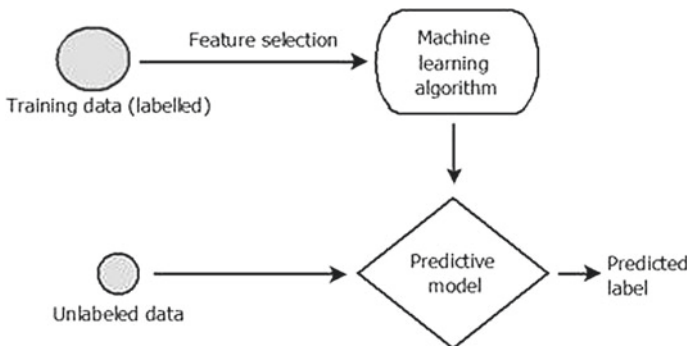 Feature selection
Machine
learning
algorithm
Training data (labelled)
Predictive
model
Predicted
label
Unlabeled data